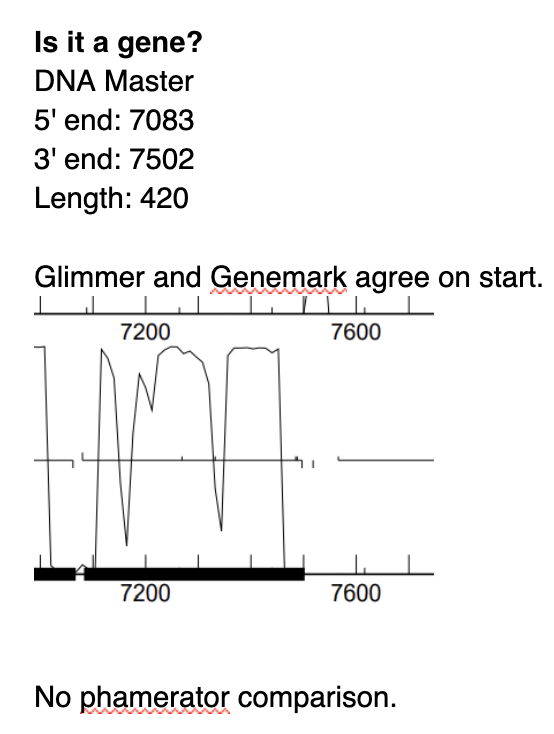 Is it a gene?
DNA Master
5' end: 7083
3' end: 7502
Length: 420
Glimmer and Genemark agree on start.
7200 7600
7200 7600
No phamerator comparison.